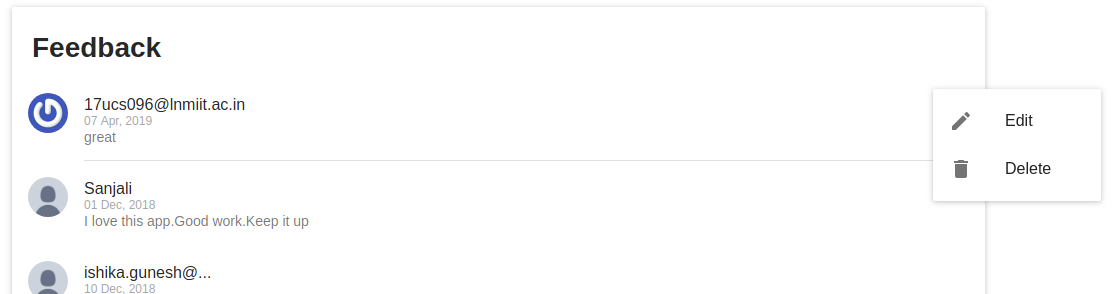 Feedback
17ucs096@lnmiit.ac.in
07 Apr, 2019
great
Edit
Delete
Sanjali
01 Dec, 2018
I love this app.Good work.Keep it up
ishika.gunesh@...
10 Dec, 2018